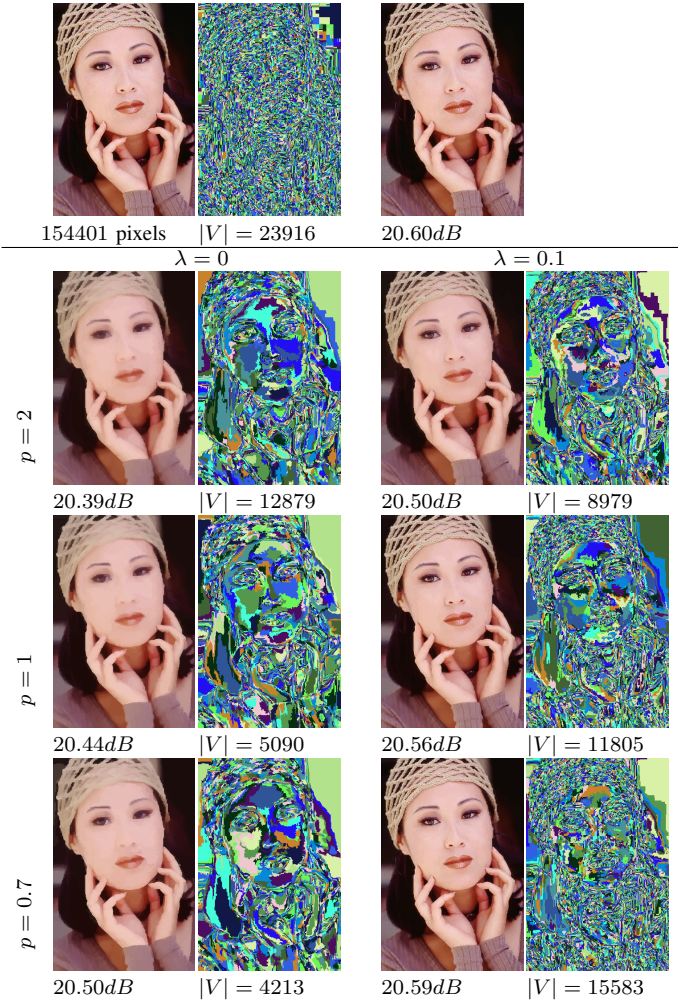 154401 pixels |V| = 23916 20.60dB
λ = 0 λ = 0.1
p = 2
20.39dB |V| = 12879 20.50dB |V| = 8979
p = 1
20.44dB |V| = 5090 20.56dB |V| = 11805
p = 0.7
20.50dB |V| = 4213 20.59dB |V| = 15583